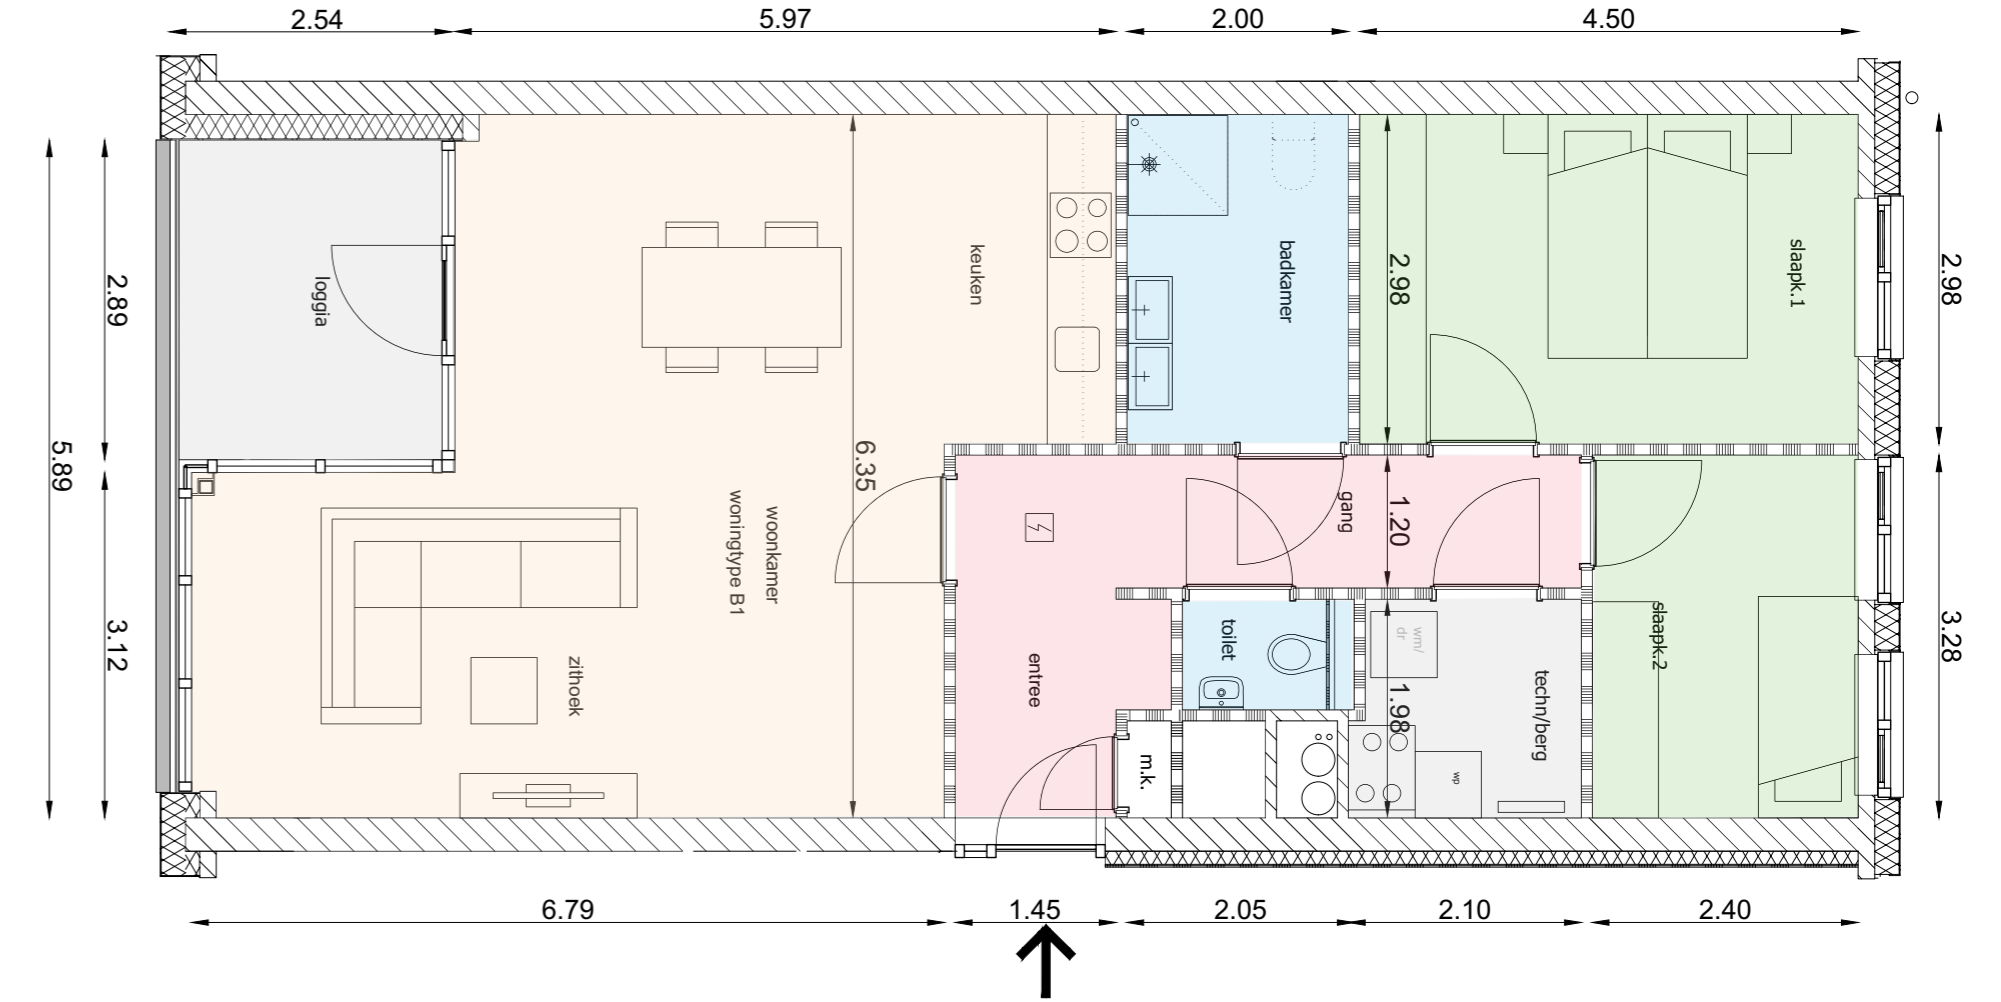 2.54
5.97
2.00
4.50
5.89
2.89
3.12
loggia
keuken
badkamer
2.98
slaapk.1
2.98
6.35
woonkamer
woningtype B1
gang
1.20
zithoek
entree
toilet
wm/
dr
1.98
techn/berg
wp
m.k.
slaapk.2
3.28
6.79
1.45
2.05
2.10
2.40